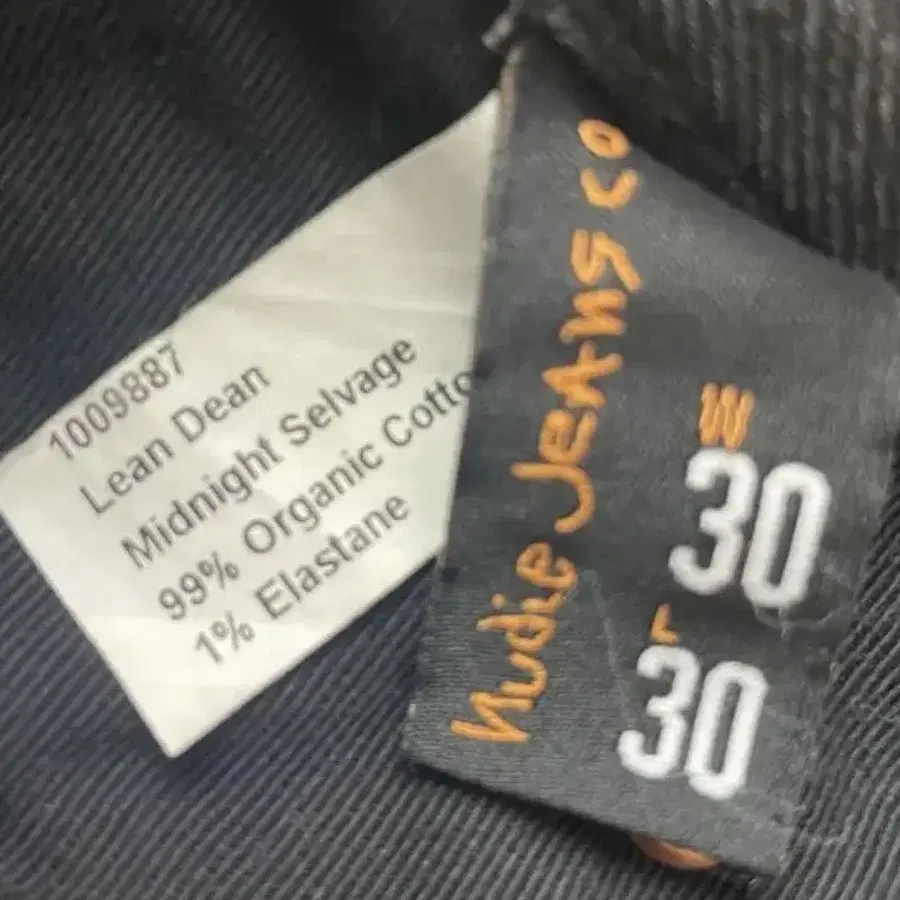 1009887
Lean Dean
Midnight Selvage
99% Organic Cotto
1% Elastane
Nudie Jeans co
W
30
L
30